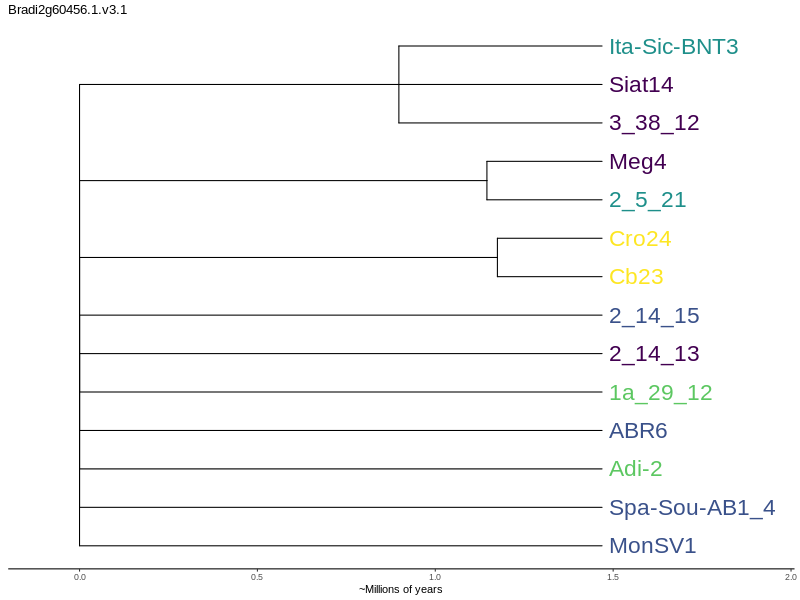 Bradi2g60456.1.v3.1
Ita-Sic-BNT3
Siat14
3_38_12
Meg4
2_5_21
Cro24
Cb23
2_14_15
2_14_13
1a_29_12
ABR6
Adi-2
Spa-Sou-AB1_4
MonSV1
0.0 0.5 1.0 1.5 2.0
~Millions of years